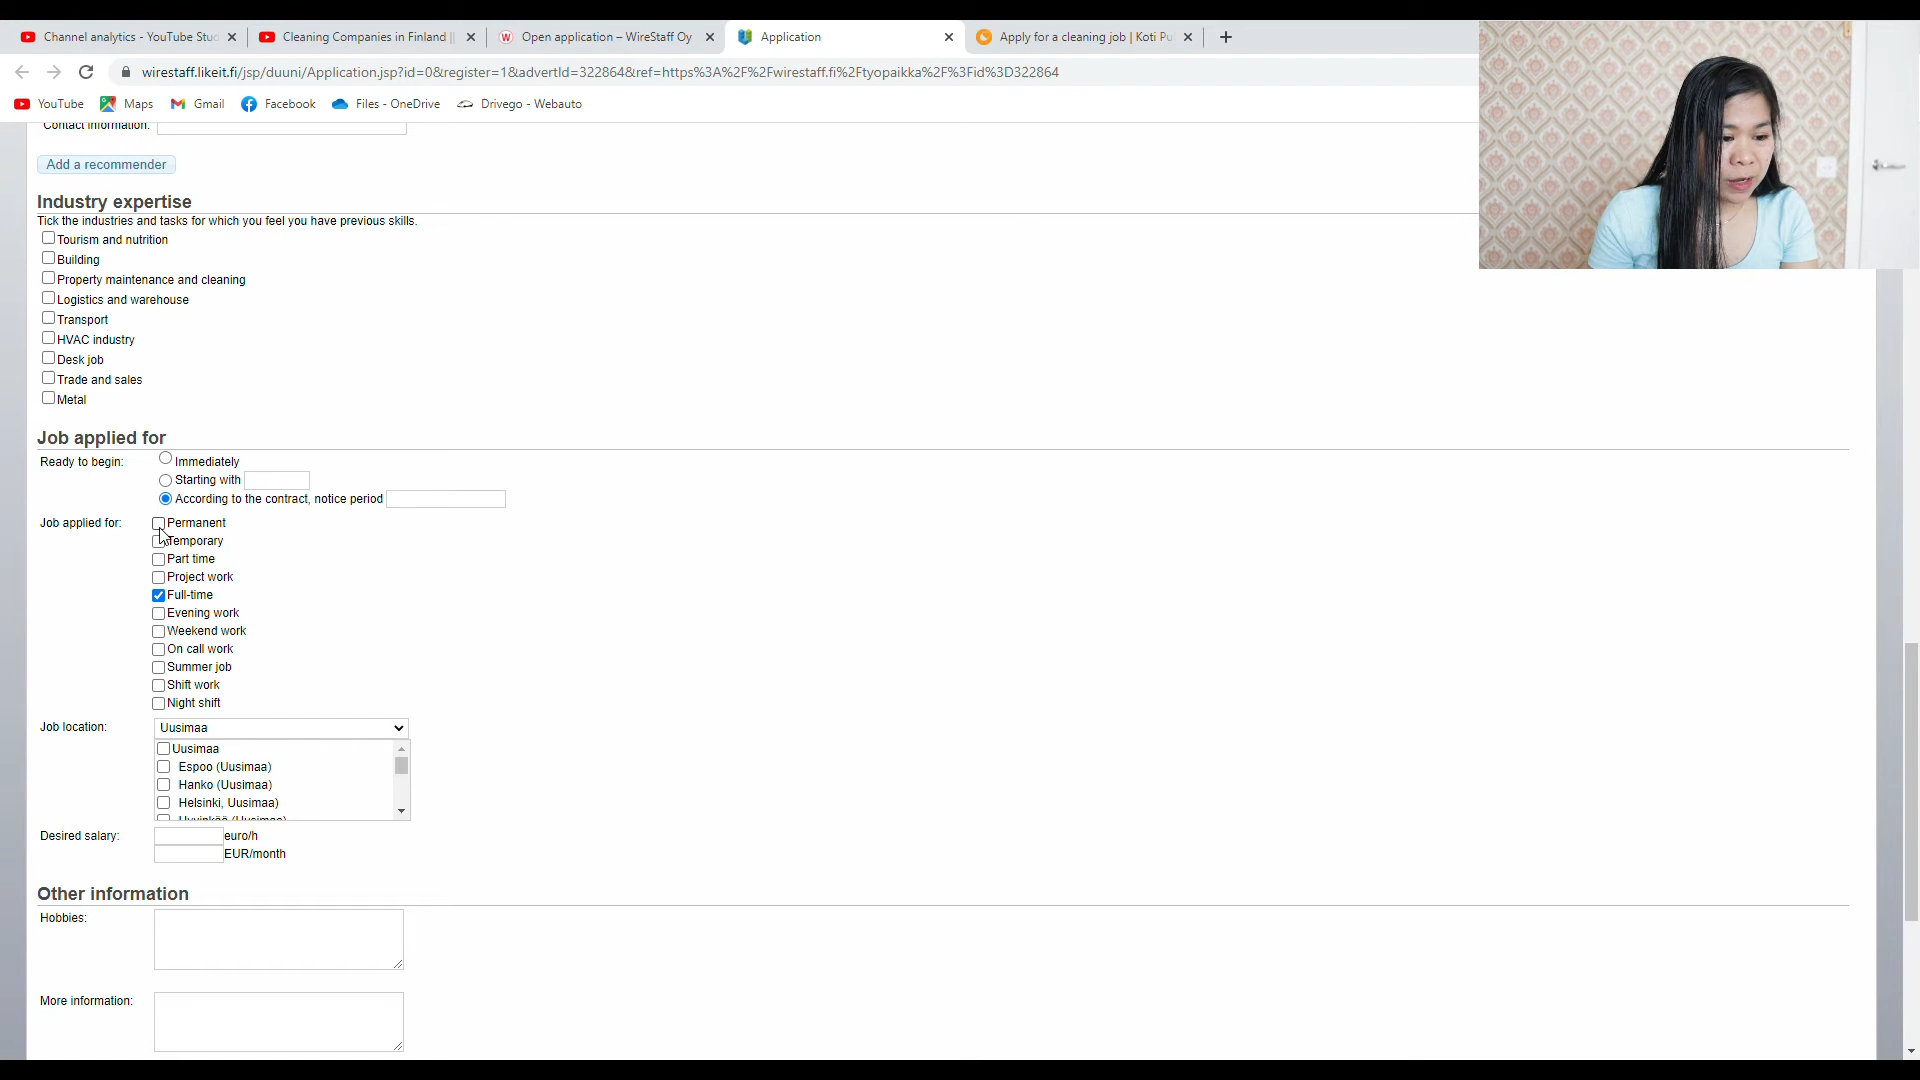 Channel analytics - YouTube Stu
Cleaning Companies in Finland ||
Open application – WireStaff Oy
Application
Apply for a cleaning job | Koti Pu
wirestaff.likeit.fi/jsp/duuni/Application.jsp?id=0&register=1&advertId=322864&ref=https%3A%2F%2Fwirestaff.fi%2Ftyopaikka%2F%3Fid%3D322864
YouTube
Maps
Gmail
Facebook
Files - OneDrive
Drivego - Webauto
Contact information:
Add a recommender
Industry expertise
Tick the industries and tasks for which you feel you have previous skills.
Tourism and nutrition
Building
Property maintenance and cleaning
Logistics and warehouse
Transport
HVAC industry
Desk job
Trade and sales
Metal
Job applied for
Ready to begin:
Immediately
Starting with
According to the contract, notice period
Job applied for:
Permanent
Temporary
Part time
Project work
Full-time
Evening work
Weekend work
On call work
Summer job
Shift work
Night shift
Job location:
Uusimaa
Uusimaa
Espoo (Uusimaa)
Hanko (Uusimaa)
Helsinki, Uusimaa)
Hyvinkää (Uusimaa)
Desired salary:
euro/h
EUR/month
Other information
Hobbies:
More information: